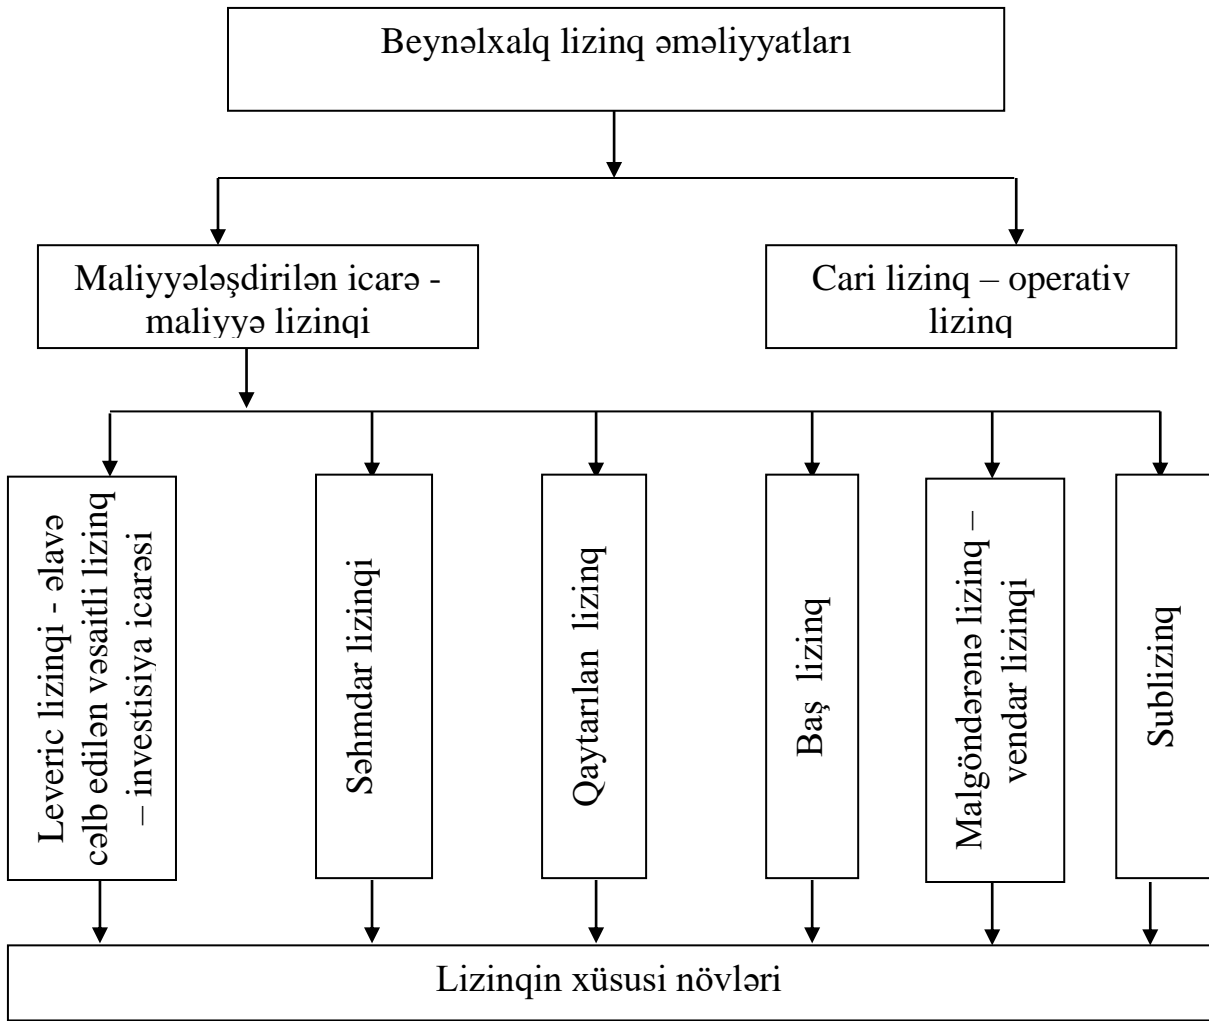 Beynəlxalq lizinq əməliyyatları
Maliyyələşdirilən icarə -
maliyyə lizinqi
Cari lizinq – operativ
lizinq
Leveric lizinqi - əlavə
cəlb edilən vəsaitli lizinq
– investisiya icarəsi
Səhmdar lizinqi
Qaytarılan lizinq
Baş lizinq
Malgöndərənə lizinq –
vendar lizinqi
Sublizinq
Lizinqin xüsusi növləri